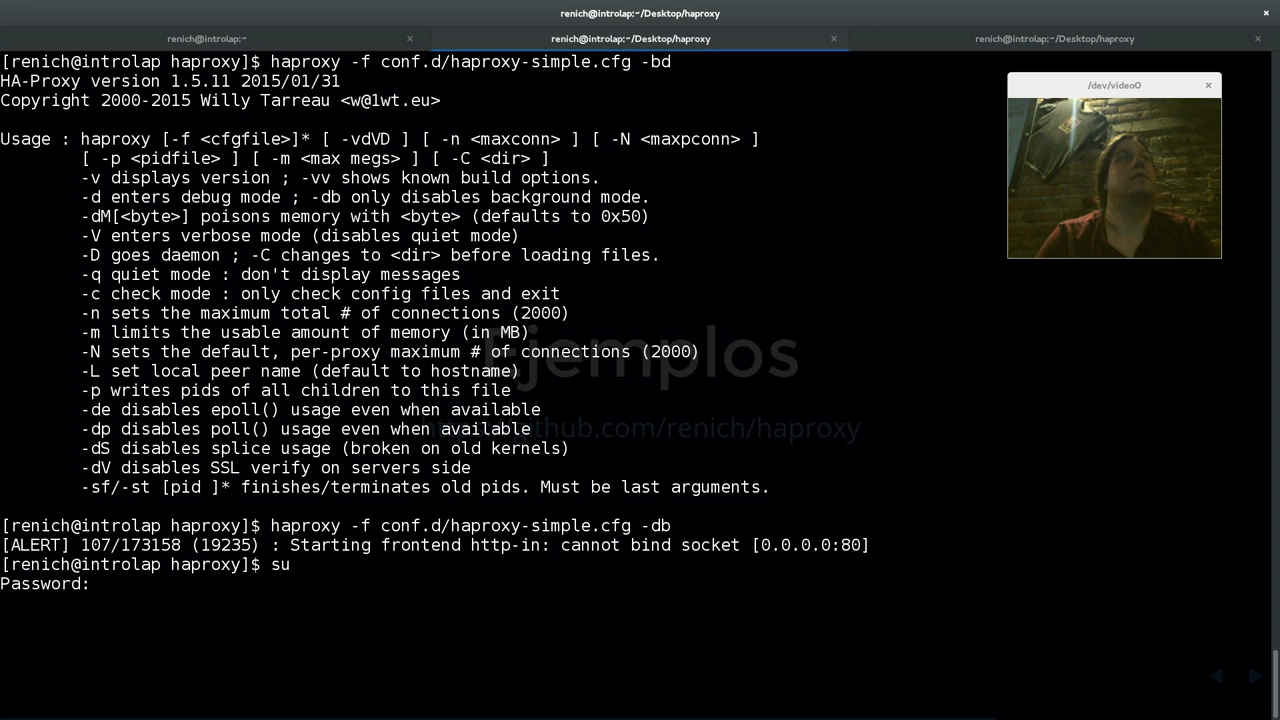 renich@introlap:~/Desktop/haproxy
renich@introlap:~
renich@introlap:~/Desktop/haproxy
renich@introlap:~/Desktop/haproxy
[renich@introlap haproxy]$ haproxy -f conf.d/haproxy-simple.cfg -bd
HA-Proxy version 1.5.11 2015/01/31
Copyright 2000-2015 Willy Tarreau <w@1wt.eu>
/dev/video0
Usage : haproxy [-f <cfgfile>]* [ -vdVD ] [ -n <maxconn> ] [ -N <maxpconn> ]
[ -p <pidfile> ] [ -m <max megs> ] [ -C <dir> ]
-v displays version ; -vv shows known build options.
-d enters debug mode ; -db only disables background mode.
-dM[<byte>] poisons memory with <byte> (defaults to 0x50)
-V enters verbose mode (disables quiet mode)
-D goes daemon ; -C changes to <dir> before loading files.
-q quiet mode : don't display messages
-c check mode : only check config files and exit
-n sets the maximum total # of connections (2000)
-m limits the usable amount of memory (in MB)
-N sets the default, per-proxy maximum # of connections (2000)
-L set local peer name (default to hostname)
-p writes pids of all children to this file
-de disables epoll() usage even when available
-dp disables poll() usage even when available
-dS disables splice usage (broken on old kernels)
-dV disables SSL verify on servers side
-sf/-st [pid ]* finishes/terminates old pids. Must be last arguments.
Ejemplos
github.com/renich/haproxy
[renich@introlap haproxy]$ haproxy -f conf.d/haproxy-simple.cfg -db
[ALERT] 107/173158 (19235) : Starting frontend http-in: cannot bind socket [0.0.0.0:80]
[renich@introlap haproxy]$ su
Password: